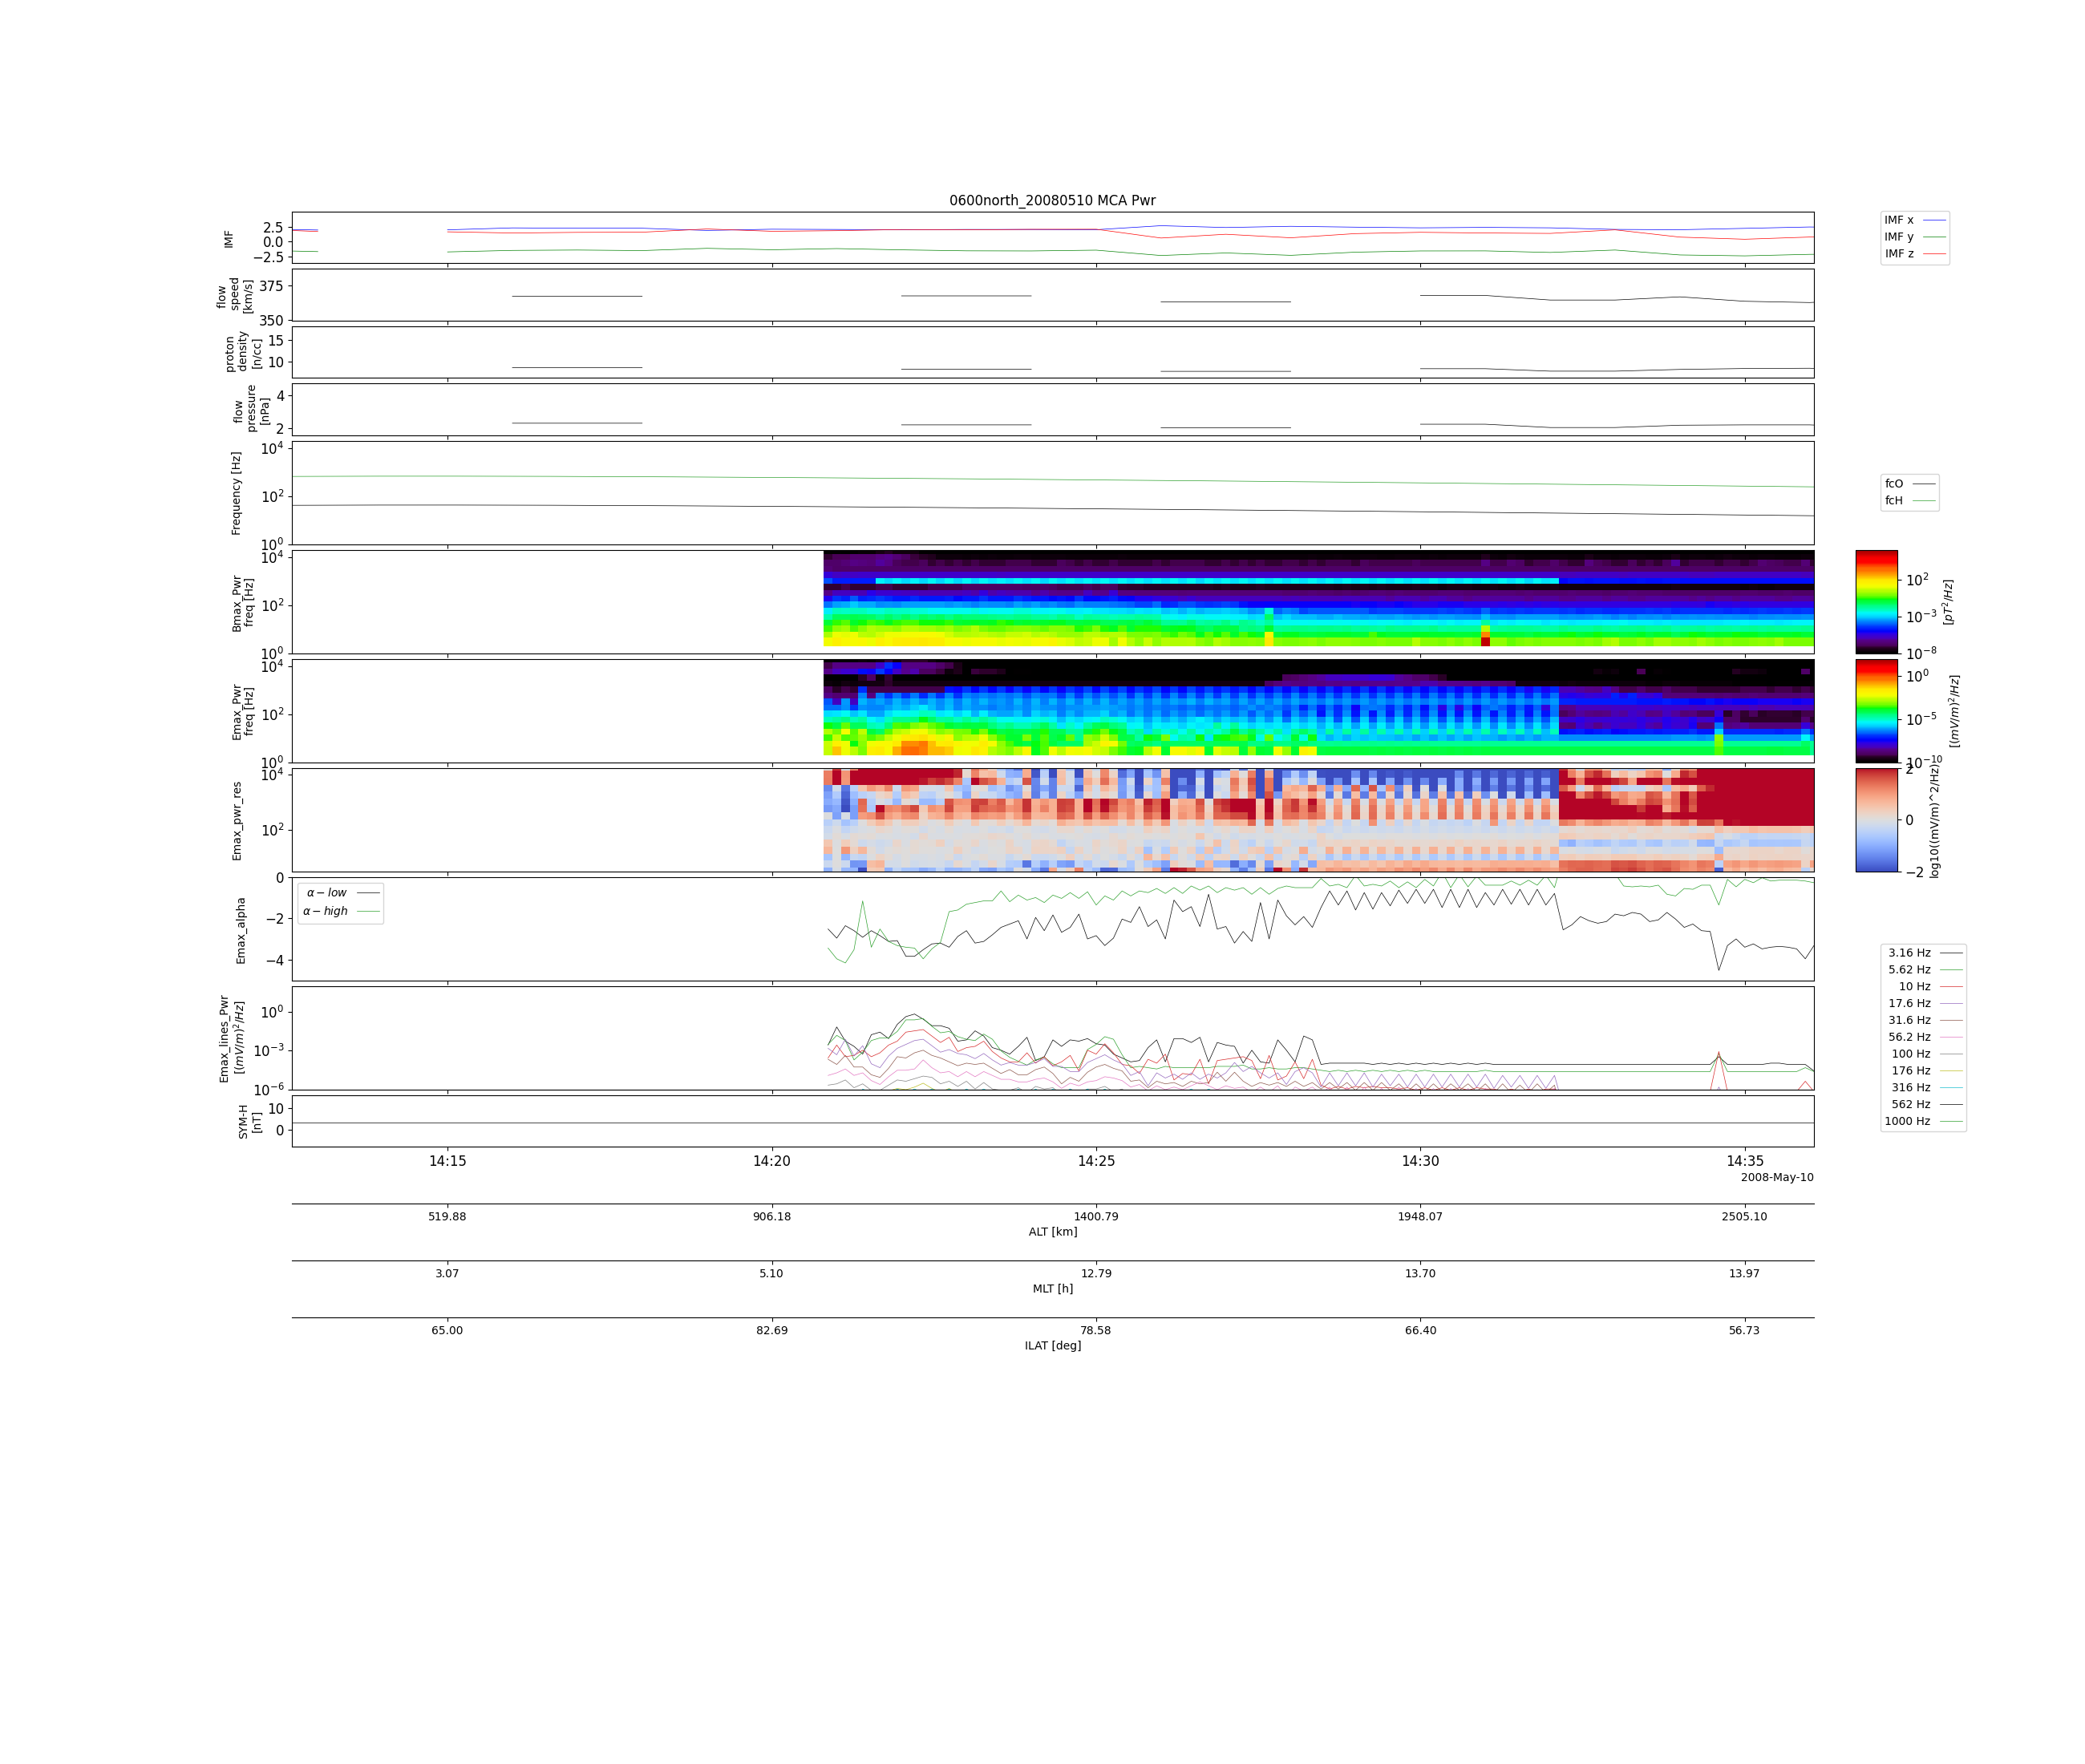 0600north_20080510 MCA Pwr
IMF
2.5
0.0
−2.5
IMF x
IMF y
IMF z
flow
speed
[km/s]
375
350
proton
density
[n/cc]
15
10
flow
pressure
[nPa]
4
2
Frequency [Hz]
10^4
10^2
10^0
fcO
fcH
Bmax_Pwr
freq [Hz]
10^4
10^2
10^0
10^2
10^-3
10^-8
[pT^2/Hz]
Emax_Pwr
freq [Hz]
10^4
10^2
10^0
10^0
10^-5
10^-10
[(mV/m)^2/Hz]
Emax_pwr_res
10^4
10^2
2
0
−2
log10((mV/m)^2/Hz)
Emax_alpha
0
−2
−4
α − low
α − high
Emax_lines_Pwr
[(mV/m)^2/Hz]
10^0
10^-3
10^-6
3.16 Hz
5.62 Hz
10 Hz
17.6 Hz
31.6 Hz
56.2 Hz
100 Hz
176 Hz
316 Hz
562 Hz
1000 Hz
SYM-H
[nT]
10
0
14:15 14:20 14:25 14:30 14:35
2008-May-10
519.88 906.18 1400.79 1948.07 2505.10
ALT [km]
3.07 5.10 12.79 13.70 13.97
MLT [h]
65.00 82.69 78.58 66.40 56.73
ILAT [deg]